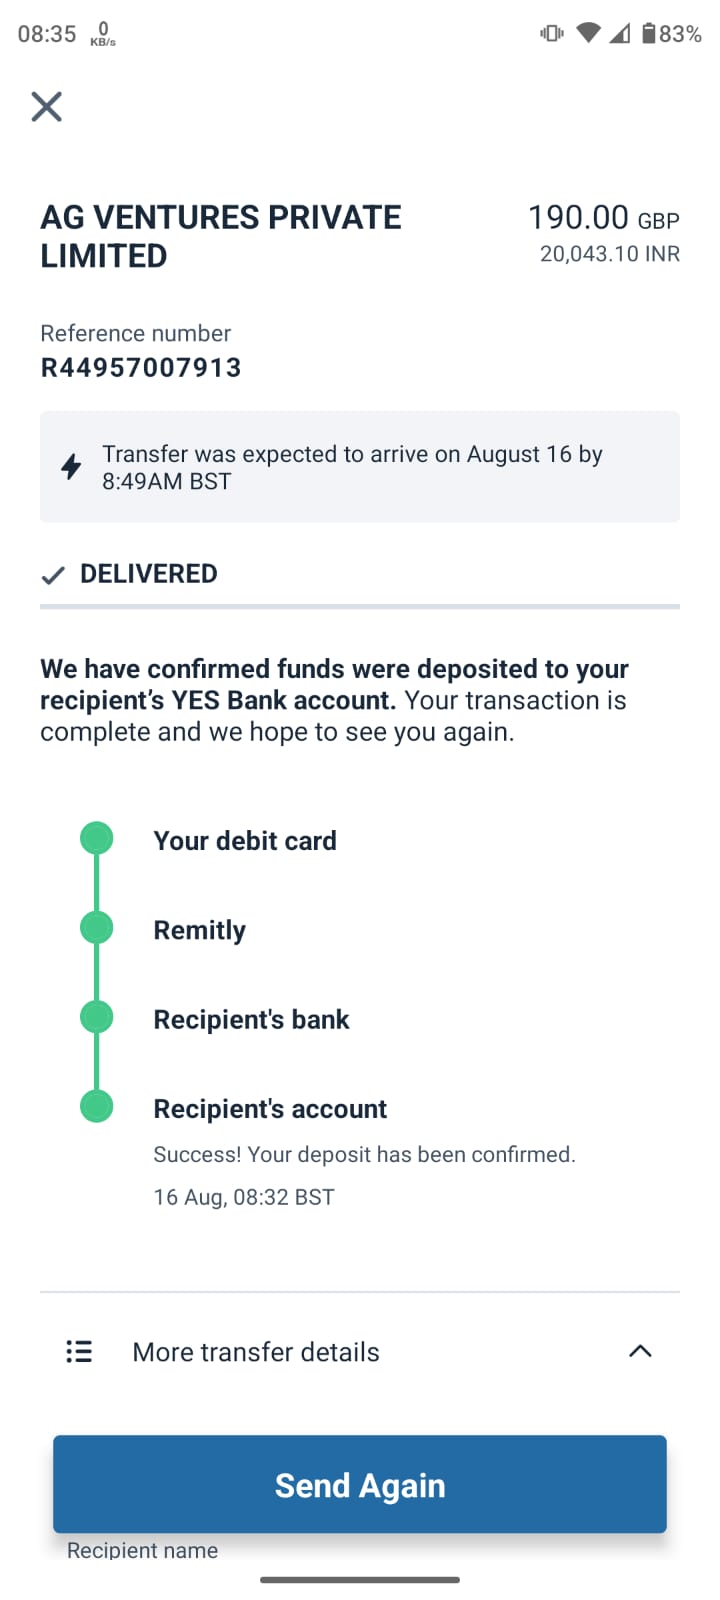 08:35 0 KB/s 83%
AG VENTURES PRIVATE LIMITED
190.00 GBP
20,043.10 INR
Reference number
R44957007913
Transfer was expected to arrive on August 16 by
8:49AM BST
DELIVERED
We have confirmed funds were deposited to your
recipient's YES Bank account. Your transaction is
complete and we hope to see you again.
Your debit card
Remitly
Recipient's bank
Recipient's account
Success! Your deposit has been confirmed.
16 Aug, 08:32 BST
More transfer details
Send Again
Recipient name